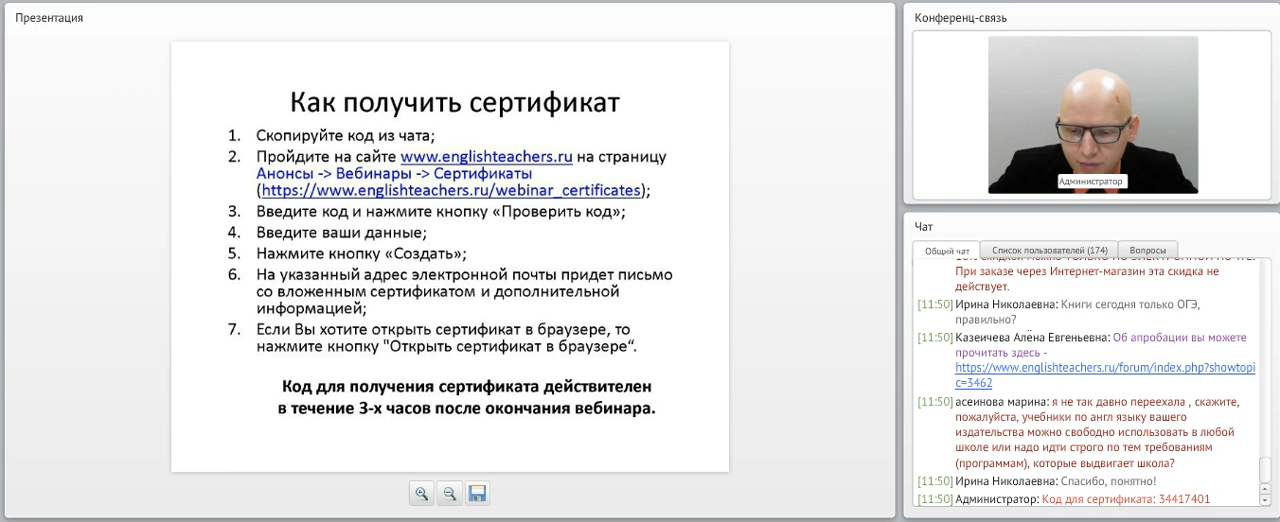 Презентация
Как получить сертификат
1. Скопируйте код из чата;
2. Пройдите на сайте www.englishteachers.ru на страницу
Анонсы -> Вебинары -> Сертификаты
(https://www.englishteachers.ru/webinar_certificates);
3. Введите код и нажмите кнопку «Проверить код»;
4. Введите ваши данные;
5. Нажмите кнопку «Создать»;
6. На указанный адрес электронной почты придет письмо
со вложенным сертификатом и дополнительной
информацией;
7. Если Вы хотите открыть сертификат в браузере, то
нажмите кнопку "Открыть сертификат в браузере“.
Код для получения сертификата действителен
в течение 3-х часов после окончания вебинара.
Конференц-связь
Администратор
Чат
Общий чат Список пользователей (174) Вопросы
При заказе через Интернет-магазин эта скидка не
действует.
[11:50] Ирина Николаевна: Книги сегодня только ОГЭ,
правильно?
[11:50] Казеичева Алёна Евгеньевна: Об апробации вы можете
прочитать здесь -
https://www.englishteachers.ru/forum/index.php?showtopi
c=3462
[11:50] асеинова марина: я не так давно переехала , скажите,
пожалуйста, учебники по англ языку вашего
издательства можно свободно использовать в любой
школе или надо идти строго по тем требованиям
(программам), которые выдвигает школа?
[11:50] Ирина Николаевна: Спасибо, понятно!
[11:50] Администратор: Код для сертификата: 34417401